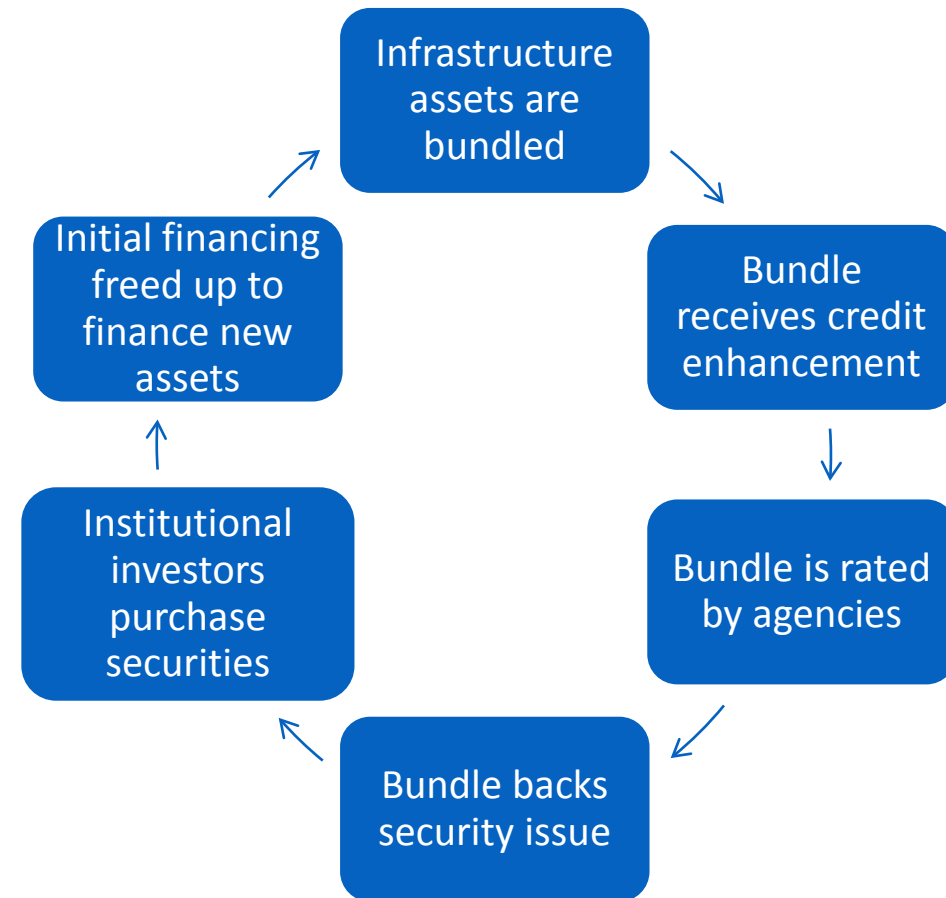 Infrastructure
assets are
bundled
Bundle
receives credit
enhancement
Bundle is rated
by agencies
Bundle backs
security issue
Institutional
investors
purchase
securities
Initial financing
freed up to
finance new
assets